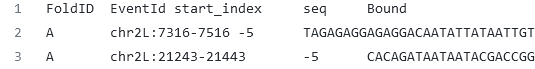 1 FoldID EventId start_index seq Bound
2 A chr2L:7316-7516 -5 TAGAGAGGAGAGGACAATATTATAATTGT
3 A chr2L:21243-21443 -5 CACAGATAATAATACGACCGG